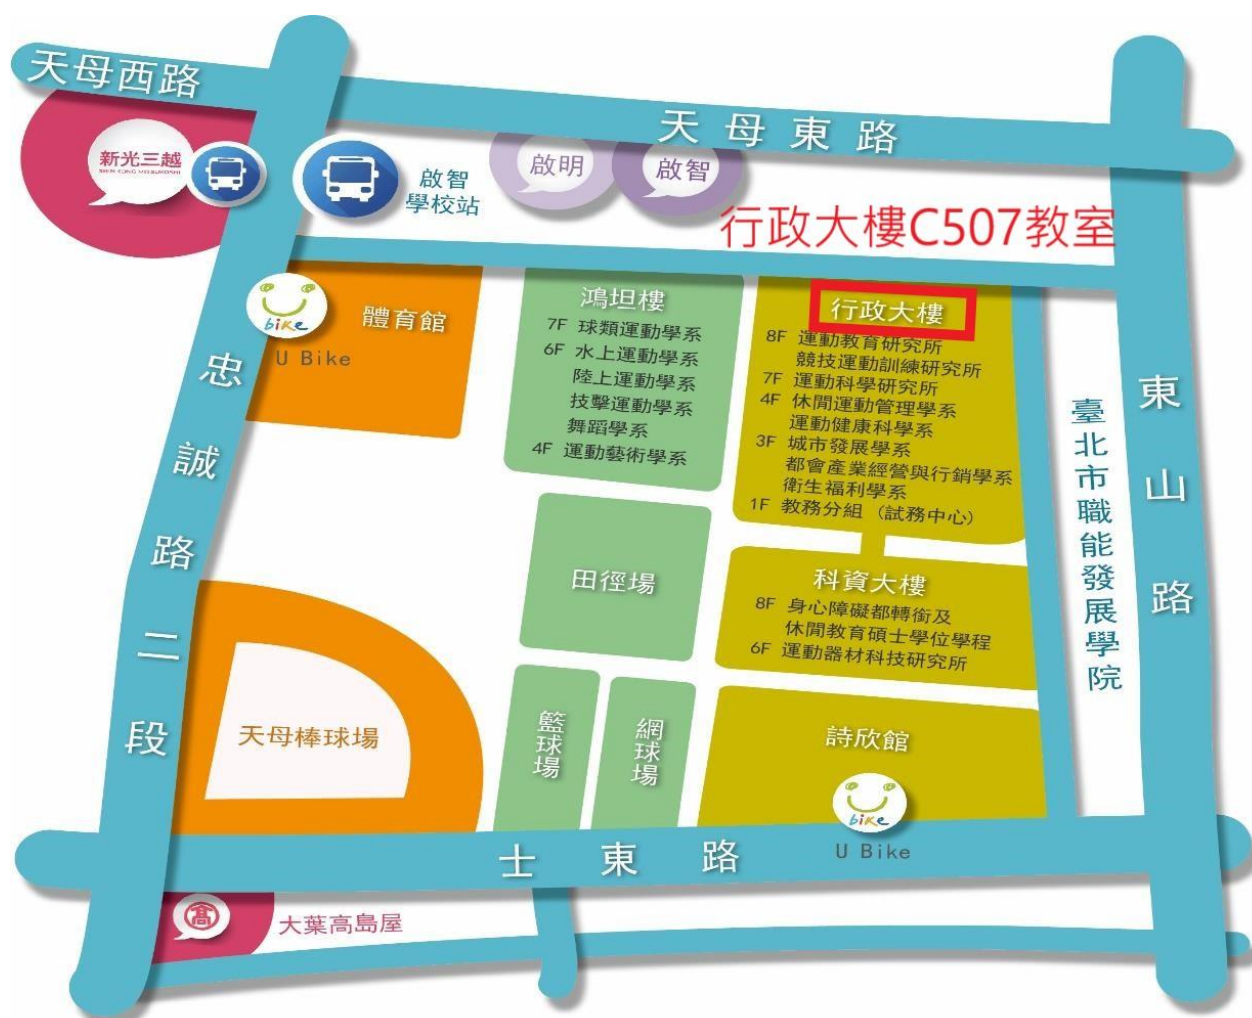 天母西路
天母東路
新光三越
SHIN KONG MITSUKOSHI
啟智
學校站
啟明
啟智
行政大樓C507教室
bike
U Bike
體育館
鴻坦樓
7F 球類運動學系
6F 水上運動學系
陸上運動學系
技擊運動學系
舞蹈學系
4F 運動藝術學系
行政大樓
8F 運動教育研究所
競技運動訓練研究所
7F 運動科學研究所
4F 休閒運動管理學系
運動健康科學系
3F 城市發展學系
都會產業經營與行銷學系
衛生福利學系
1F 教務分組（試務中心）
忠誠路二段
東山路
臺北市職能發展學院
田徑場
科資大樓
8F 身心障礙都轉銜及
休閒教育碩士學位學程
6F 運動器材科技研究所
天母棒球場
籃球場
網球場
詩欣館
bike
U Bike
士東路
髙
大葉高島屋